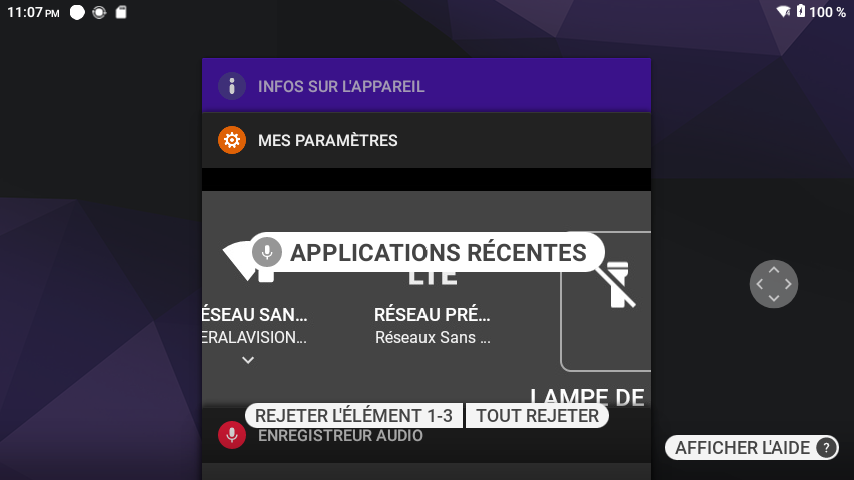 11:07 PM
100 %
INFOS SUR L'APPAREIL
MES PARAMÈTRES
APPLICATIONS RÉCENTES
LTE
ÉSEAU SAN... RÉSEAU PRÉ...
ERALAVISION... Réseaux Sans ...
LAMPE DE
REJETER L'ÉLÉMENT 1-3 TOUT REJETER
ENREGISTREUR AUDIO
AFFICHER L'AIDE ?